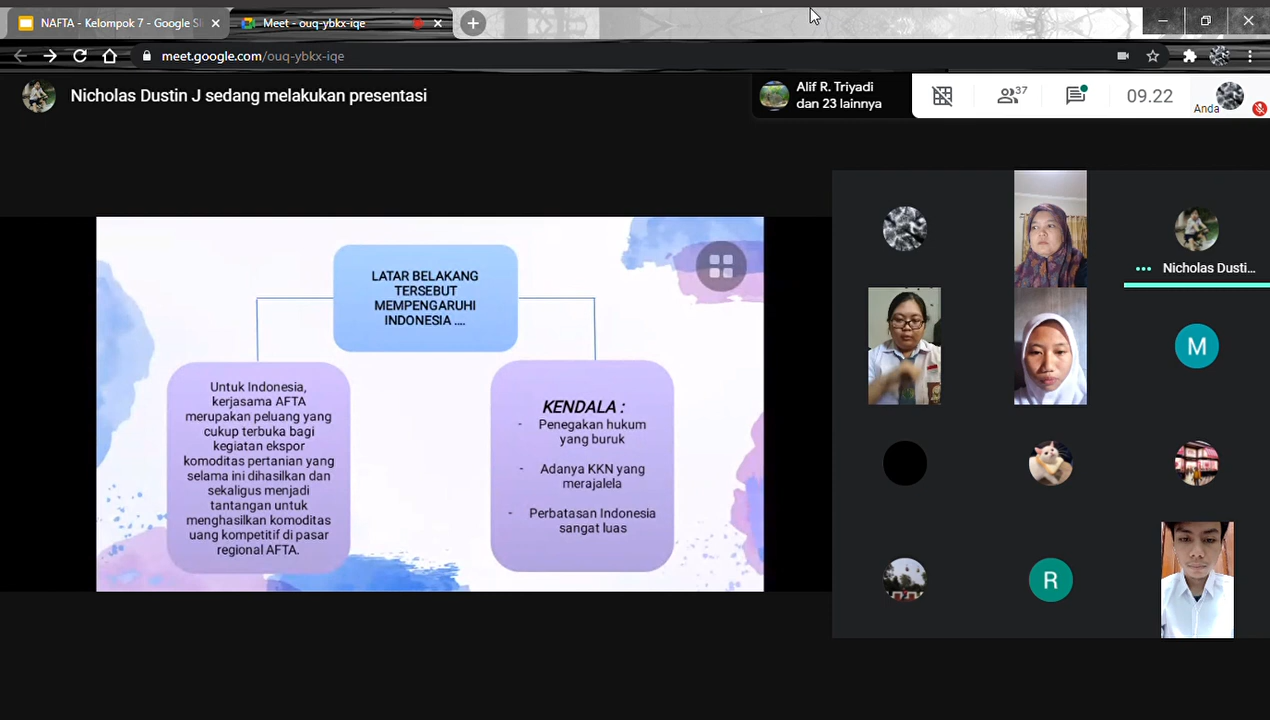 NAFTA - Kelompok 7 - Google Sl
Meet - ouq-ybkx-iqe
meet.google.com/ouq-ybkx-iqe
Nicholas Dustin J sedang melakukan presentasi
Alif R. Triyadi
dan 23 lainnya
37
09.22
Anda
LATAR BELAKANG
TERSEBUT
MEMPENGARUHI
INDONESIA ....
Untuk Indonesia,
kerjasama AFTA
merupakan peluang yang
cukup terbuka bagi
kegiatan ekspor
komoditas pertanian yang
selama ini dihasilkan dan
sekaligus menjadi
tantangan untuk
menghasilkan komoditas
uang kompetitif di pasar
regional AFTA.
KENDALA :
- Penegakan hukum
yang buruk
- Adanya KKN yang
merajalela
- Perbatasan Indonesia
sangat luas
Nicholas Dusti...
M
R